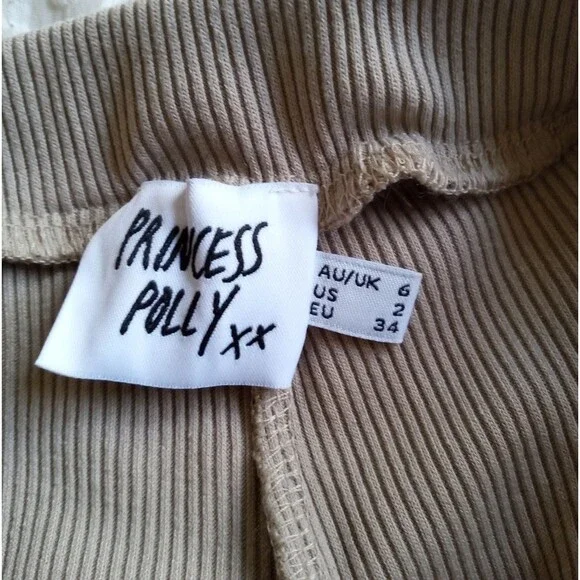 PRINCESS
POLLY xx
AU/UK 6
US 2
EU 34